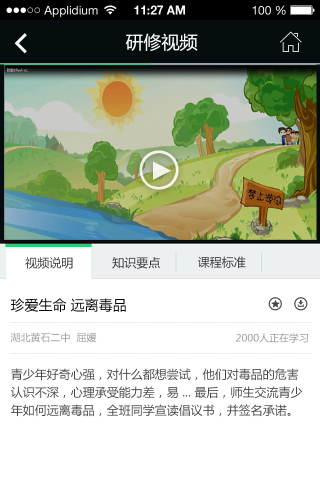 Applidium
11:27 AM
100 %
研修视频
梦上学记
视频说明
知识要点
课程标准
珍爱生命 远离毒品
湖北黄石二中 屈媛
2000人正在学习
青少年好奇心强，对什么都想尝试，他们对毒品的危害
认识不深，心理承受能力差，易 ... 最后，师生交流青少
年如何远离毒品，全班同学宣读倡议书，并签名承诺。